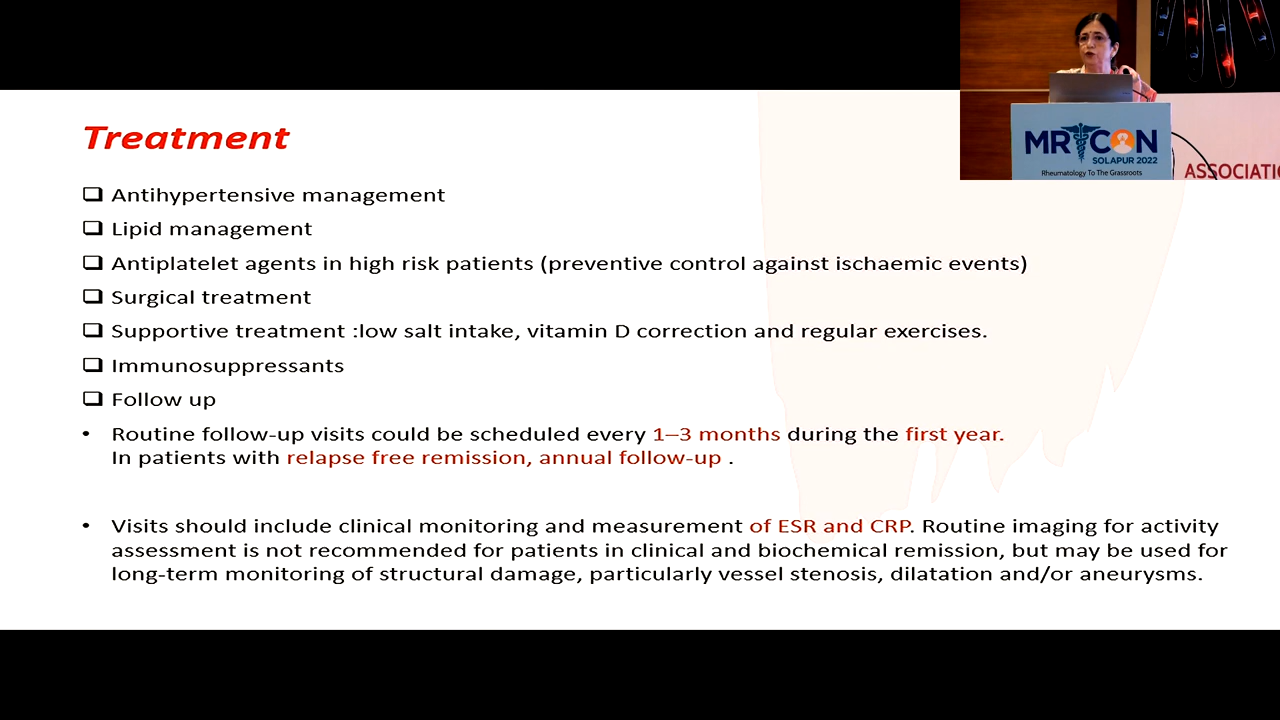 Treatment
❑ Antihypertensive management
❑ Lipid management
❑ Antiplatelet agents in high risk patients (preventive control against ischaemic events)
❑ Surgical treatment
❑ Supportive treatment :low salt intake, vitamin D correction and regular exercises.
❑ Immunosuppressants
❑ Follow up
• Routine follow-up visits could be scheduled every 1–3 months during the first year.
In patients with relapse free remission, annual follow-up .
• Visits should include clinical monitoring and measurement of ESR and CRP. Routine imaging for activity
assessment is not recommended for patients in clinical and biochemical remission, but may be used for
long-term monitoring of structural damage, particularly vessel stenosis, dilatation and/or aneurysms.
MRCON
SOLAPUR 2022
Rheumatology To The Grassroots